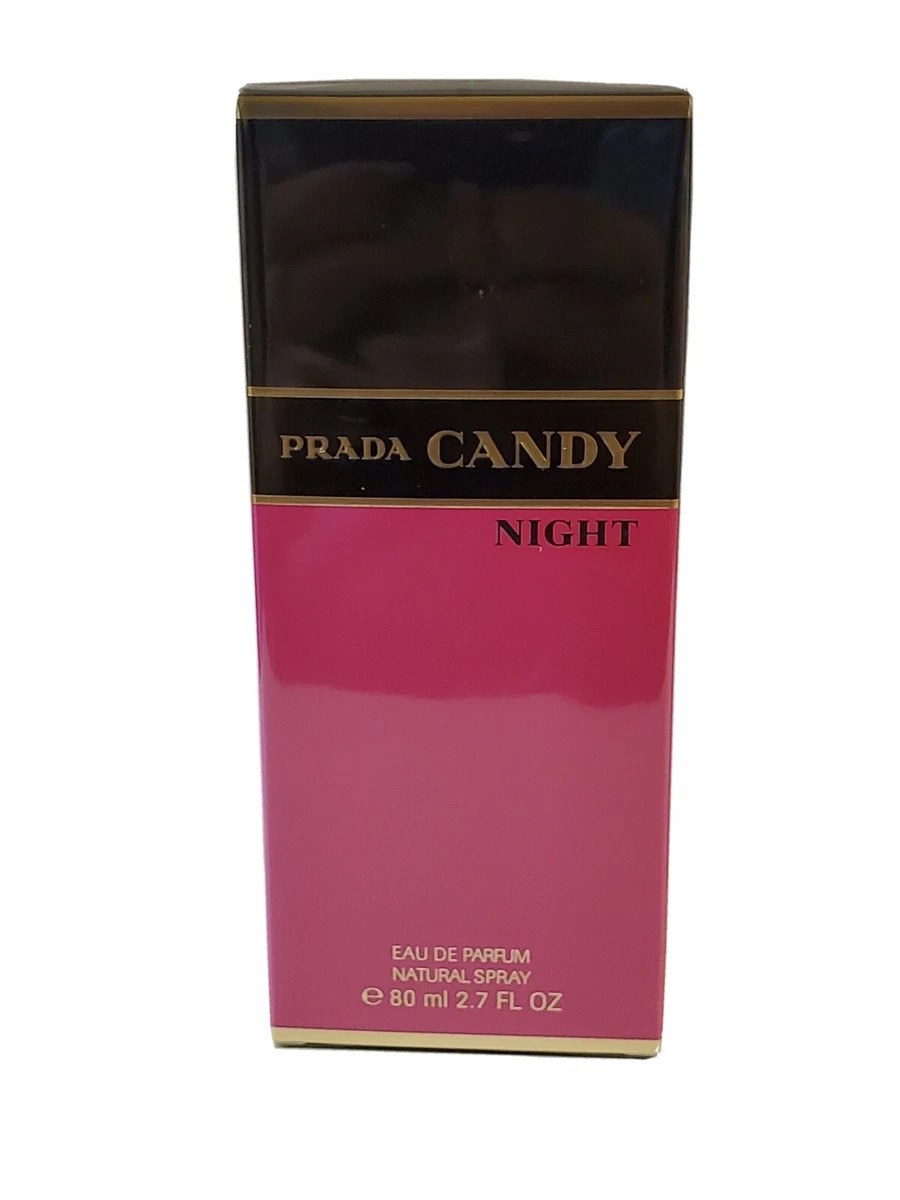 PRADA CANDY
NIGHT
EAU DE PARFUM
NATURAL SPRAY
℮ 80 ml 2.7 FL OZ